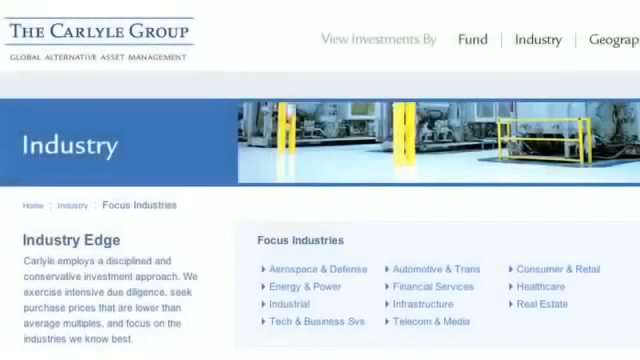 THE CARLYLE GROUP
GLOBAL ALTERNATIVE ASSET MANAGEMENT
View Investments By Fund | Industry | Geograp
Industry
Home : Industry : Focus Industries
Industry Edge
Carlyle employs a disciplined and
conservative investment approach. We
exercise intensive due diligence, seek
purchase prices that are lower than
average multiples, and focus on the
industries we know best.
Focus Industries
Aerospace & Defense
Energy & Power
Industrial
Tech & Business Svs
Automotive & Trans
Financial Services
Infrastructure
Telecom & Media
Consumer & Retail
Healthcare
Real Estate